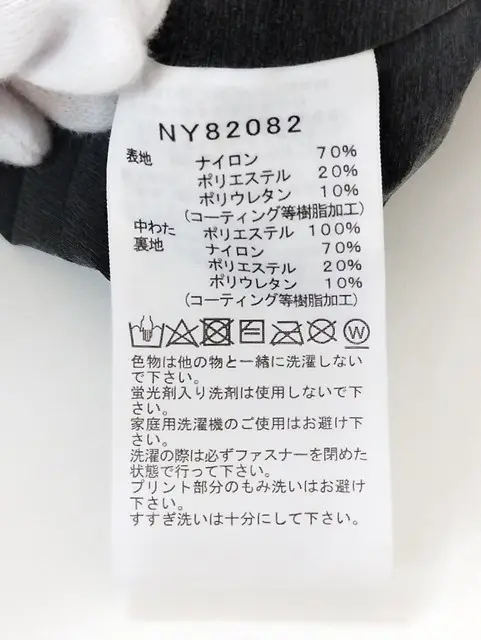 NY82082
表地 ナイロン 70%
ポリエステル 20%
ポリウレタン 10%
(コーティング等樹脂加工)
中わた ポリエステル 100%
裏地 ナイロン 70%
ポリエステル 20%
ポリウレタン 10%
(コーティング等樹脂加工)
W
色物は他の物と一緒に洗濯しない
で下さい。
蛍光剤入り洗剤は使用しないで下
さい。
家庭用洗濯機のご使用はお避け下
さい。
洗濯の際は必ずファスナーを閉めた
状態で行って下さい。
プリント部分のもみ洗いはお避け
下さい。
すすぎ洗いは十分にして下さい。